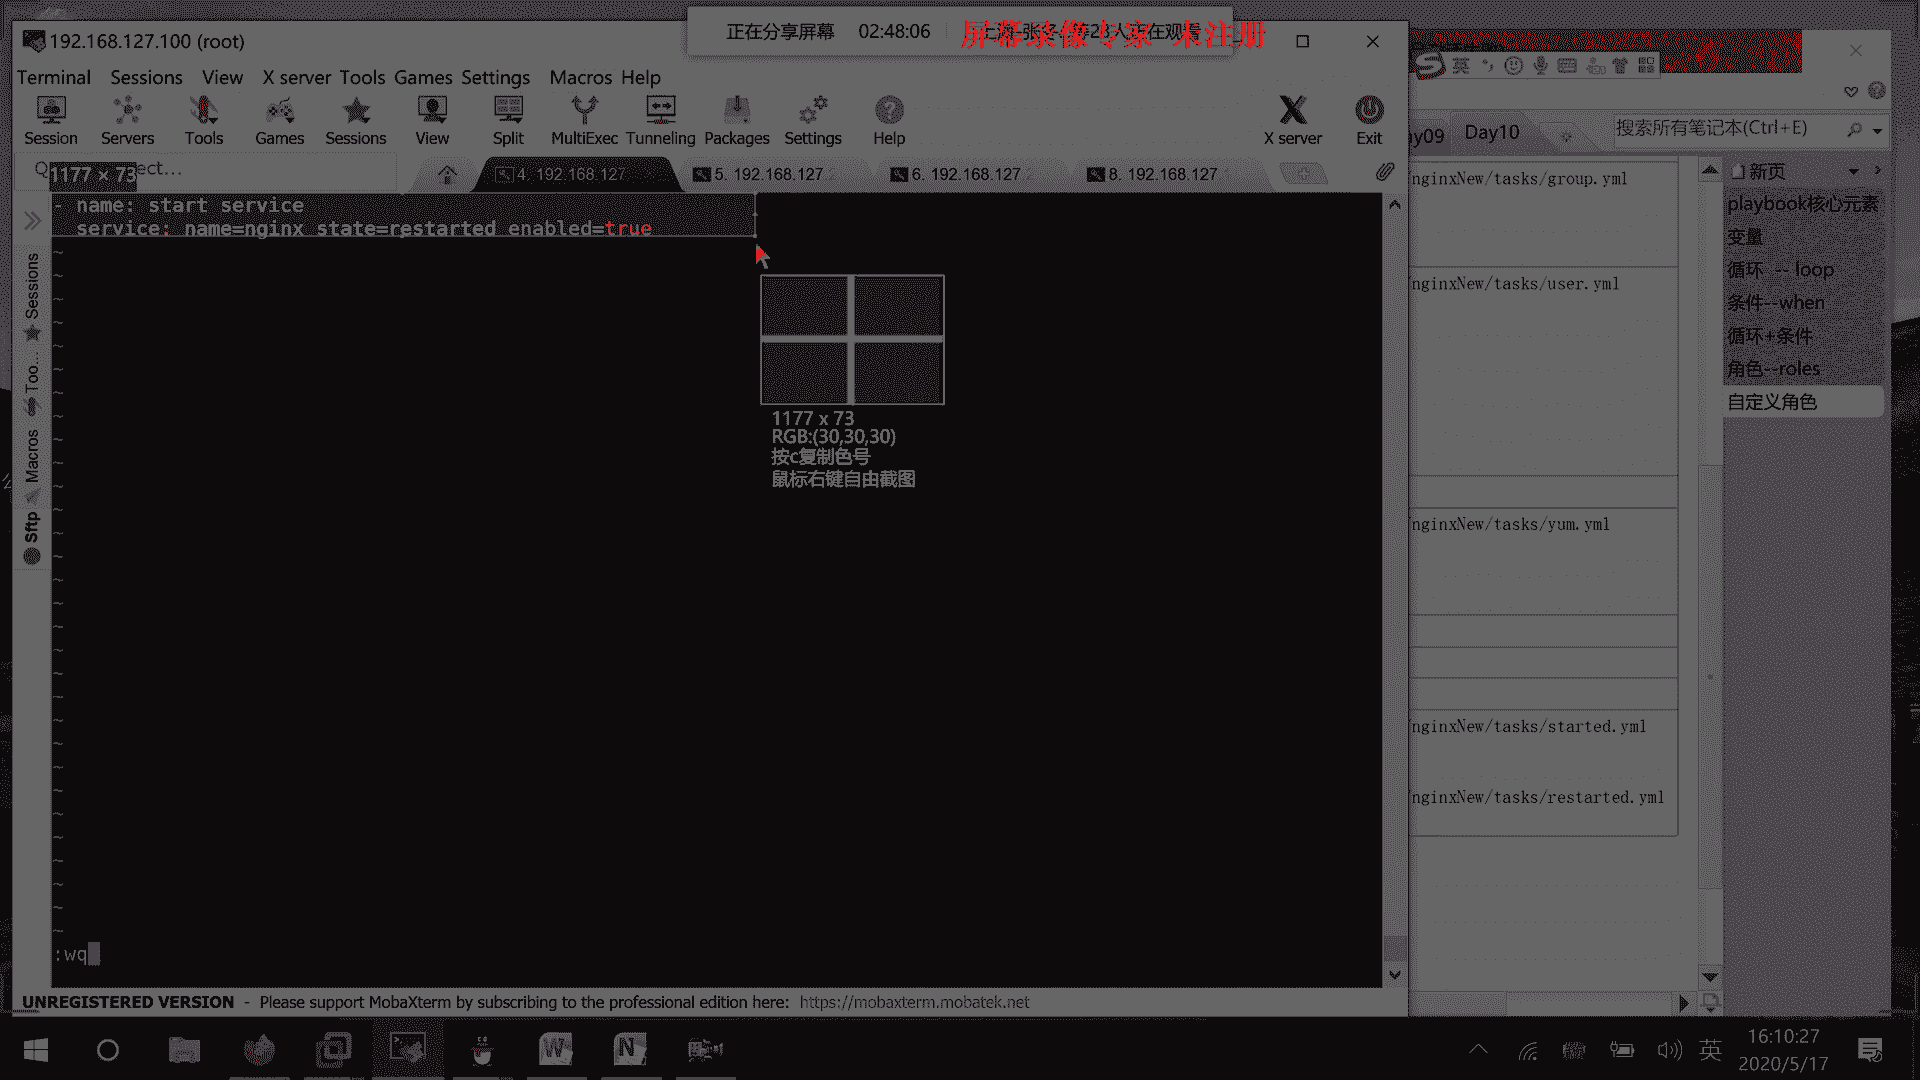 正在分享屏幕 02:48:06
屏幕录像专家 未注册
192.168.127.100 (root)
Terminal Sessions View X server Tools Games Settings Macros Help
Session Servers Tools Games Sessions View Split MultiExec Tunneling Packages Settings Help X server Exit
1177 × 73
ect...
4. 192.168.127
5. 192.168.127
6. 192.168.127
8. 192.168.127
- name: start service
service: name=nginx state=restarted enabled=true
Sessions
Too...
Macros
Sftp
1177 x 73
RGB:(30,30,30)
按c复制色号
鼠标右键自由截图
:wq
UNREGISTERED VERSION - Please support MobaXterm by subscribing to the professional edition here: https://mobaxterm.mobatek.net
英
ay09 Day10
搜索所有笔记本(Ctrl+E)
nginxNew/tasks/group.yml
nginxNew/tasks/user.yml
nginxNew/tasks/yum.yml
nginxNew/tasks/started.yml
nginxNew/tasks/restarted.yml
新页
playbook核心元素
变量
循环 -- loop
条件--when
循环+条件
角色--roles
自定义角色
英
16:10:27
2020/5/17